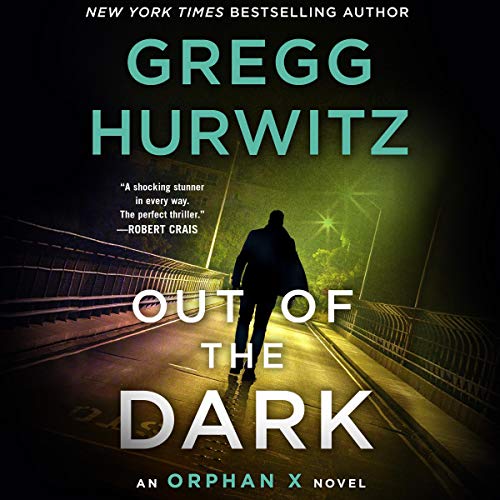 NEW YORK TIMES BESTSELLING AUTHOR
GREGG
HURWITZ
“A shocking stunner
in every way.
The perfect thriller.”
—ROBERT CRAIS
OUT OF
THE
DARK
AN ORPHAN X NOVEL